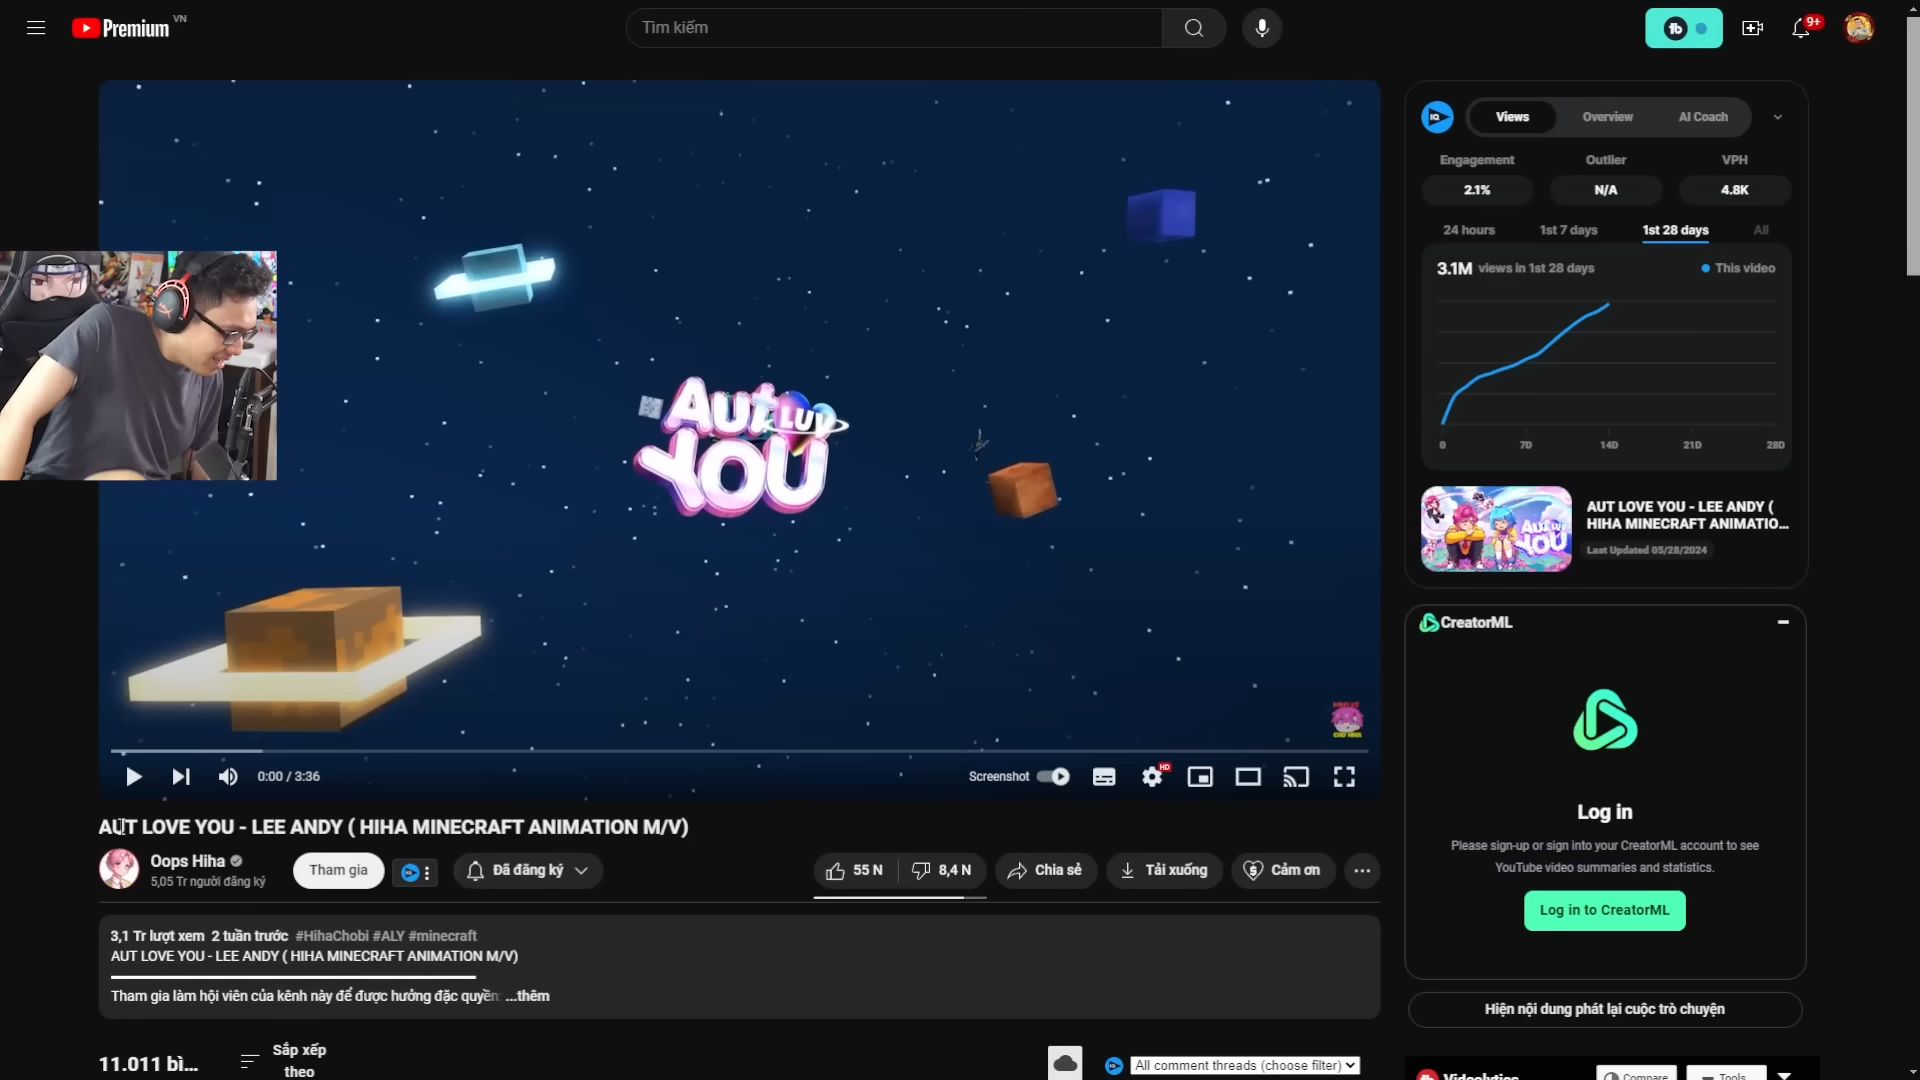 Premium VN
Tìm kiếm
9+
Views
Overview
AI Coach
Engagement
Outlier
VPH
2.1%
N/A
4.8K
24 hours
1st 7 days
1st 28 days
All
3.1M views in 1st 28 days
This video
0
7D
14D
21D
28D
AUT LOVE YOU - LEE ANDY (
HIHA MINECRAFT ANIMATIO...
Last Updated 05/28/2024
AUt LUV
YOU
0:00 / 3:36
Screenshot
HD
AUT LOVE YOU - LEE ANDY ( HIHA MINECRAFT ANIMATION M/V)
Oops Hiha
5,05 Tr người đăng ký
Tham gia
Đã đăng ký
55 N
8,4 N
Chia sẻ
Tải xuống
Cảm ơn
3,1 Tr lượt xem 2 tuần trước #HihaChobi #ALY #minecraft
AUT LOVE YOU - LEE ANDY ( HIHA MINECRAFT ANIMATION M/V)
Tham gia làm hội viên của kênh này để được hưởng đặc quyền: ...thêm
11.011 bì...
Sắp xếp
theo
All comment threads (choose filter)
CreatorML
Log in
Please sign-up or sign into your CreatorML account to see
YouTube video summaries and statistics.
Log in to CreatorML
Hiện nội dung phát lại cuộc trò chuyện
Videolytics
Compare
Tools